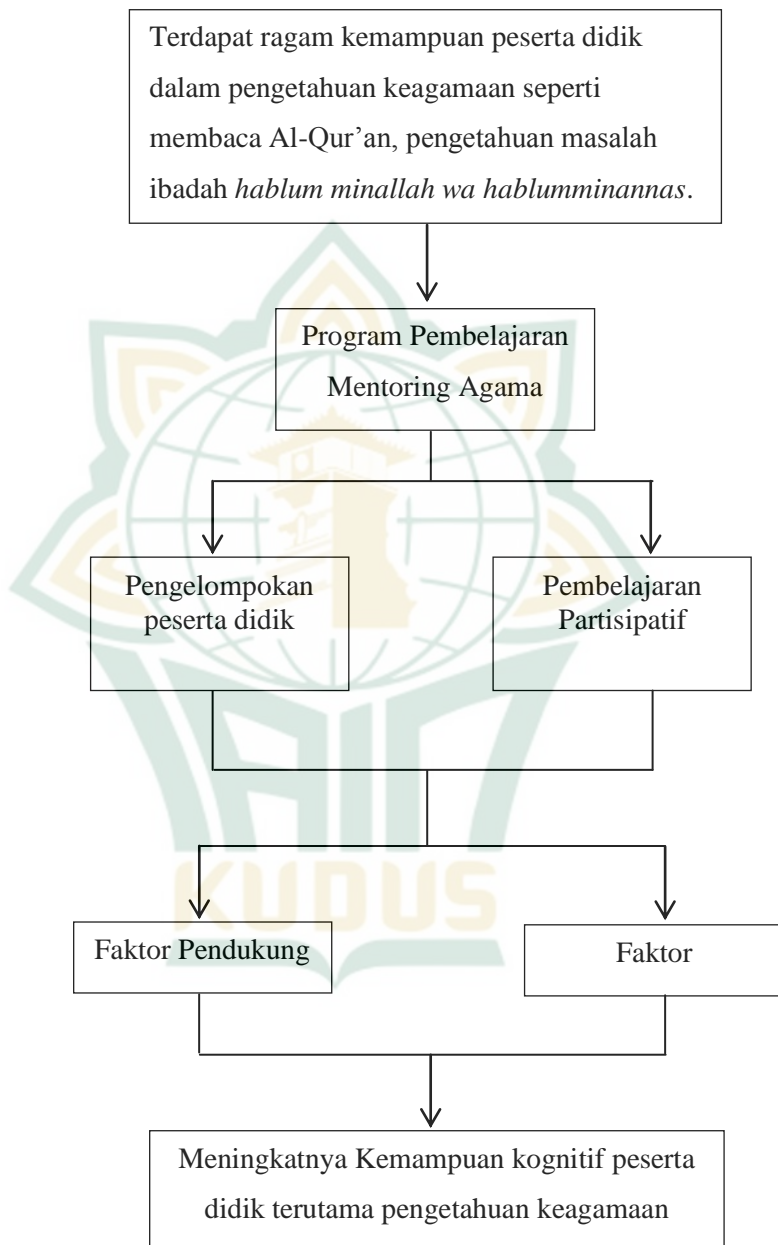 Terdapat ragam kemampuan peserta didik
dalam pengetahuan keagamaan seperti
membaca Al-Qur’an, pengetahuan masalah
ibadah hablum minallah wa hablumminannas.
Program Pembelajaran
Mentoring Agama
Pengelompokan
peserta didik
Pembelajaran
Partisipatif
IAIN
KUDUS
Faktor Pendukung
Faktor
Meningkatnya Kemampuan kognitif peserta
didik terutama pengetahuan keagamaan